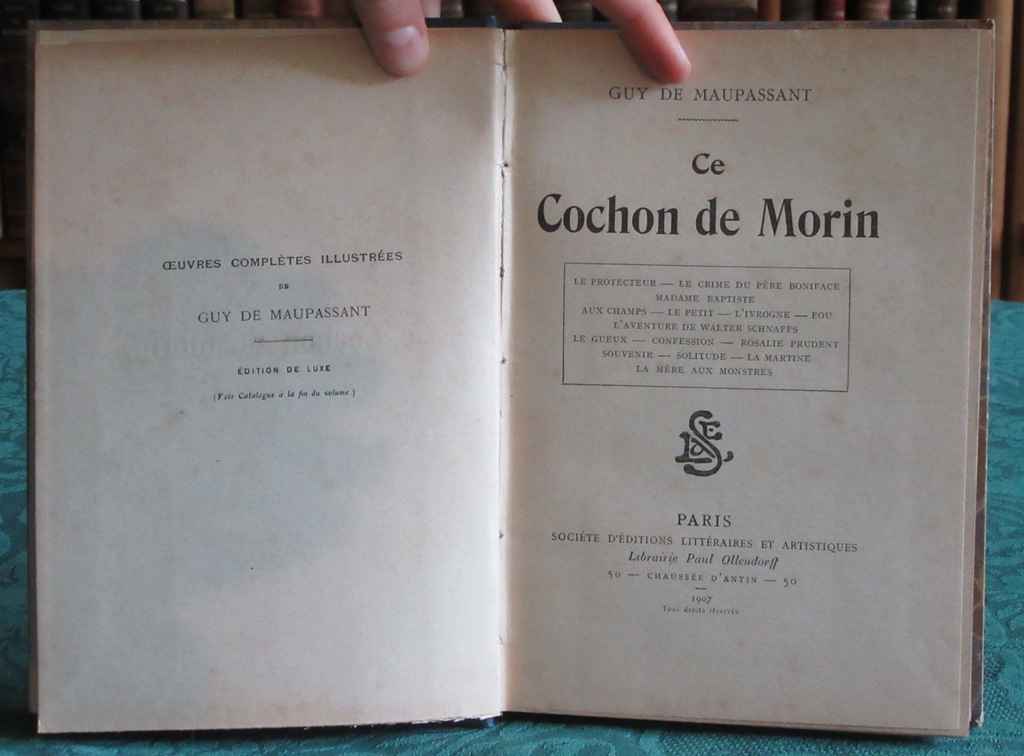 ŒUVRES COMPLÈTES ILLUSTRÉES
DE
GUY DE MAUPASSANT
ÉDITION DE LUXE
(Voir Catalogue à la fin du volume.)
GUY DE MAUPASSANT
Ce
Cochon de Morin
LE PROTECTEUR — LE CRIME DU PÈRE BONIFACE
MADAME BAPTISTE
AUX CHAMPS — LE PETIT — L'IVROGNE — FOU
L'AVENTURE DE WALTER SCHNAFFS
LE GUEUX — CONFESSION — ROSALIE PRUDENT
SOUVENIR — SOLITUDE — LA MARTINE
LA MÈRE AUX MONSTRES
PARIS
SOCIÉTE D'ÉDITIONS LITTÉRAIRES ET ARTISTIQUES
Librairie Paul Ollendorff
50 — CHAUSSÉE D'ANTIN — 50
1907
Tous droits réservés